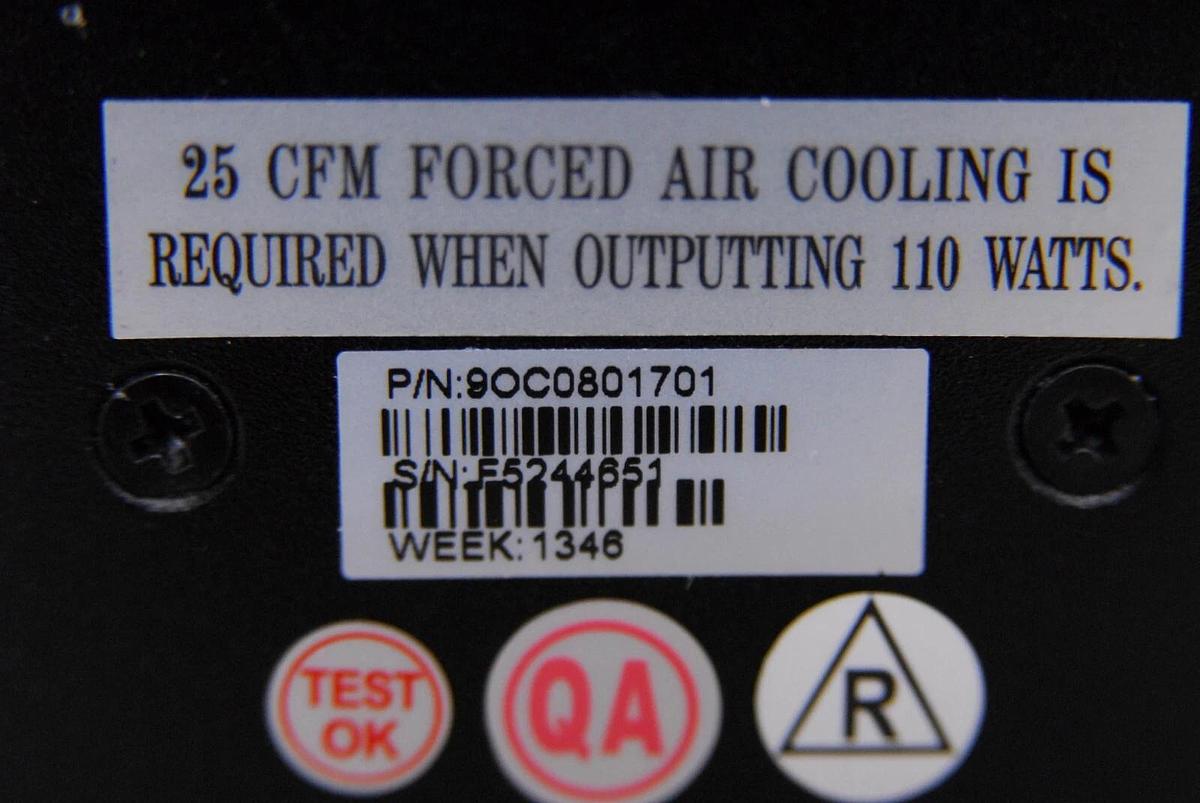 25 CFM FORCED AIR COOLING IS
REQUIRED WHEN OUTPUTTING 110 WATTS.
P/N:9OC0801701
S/N:F5244651
WEEK:1346
TEST
OK
QA
R